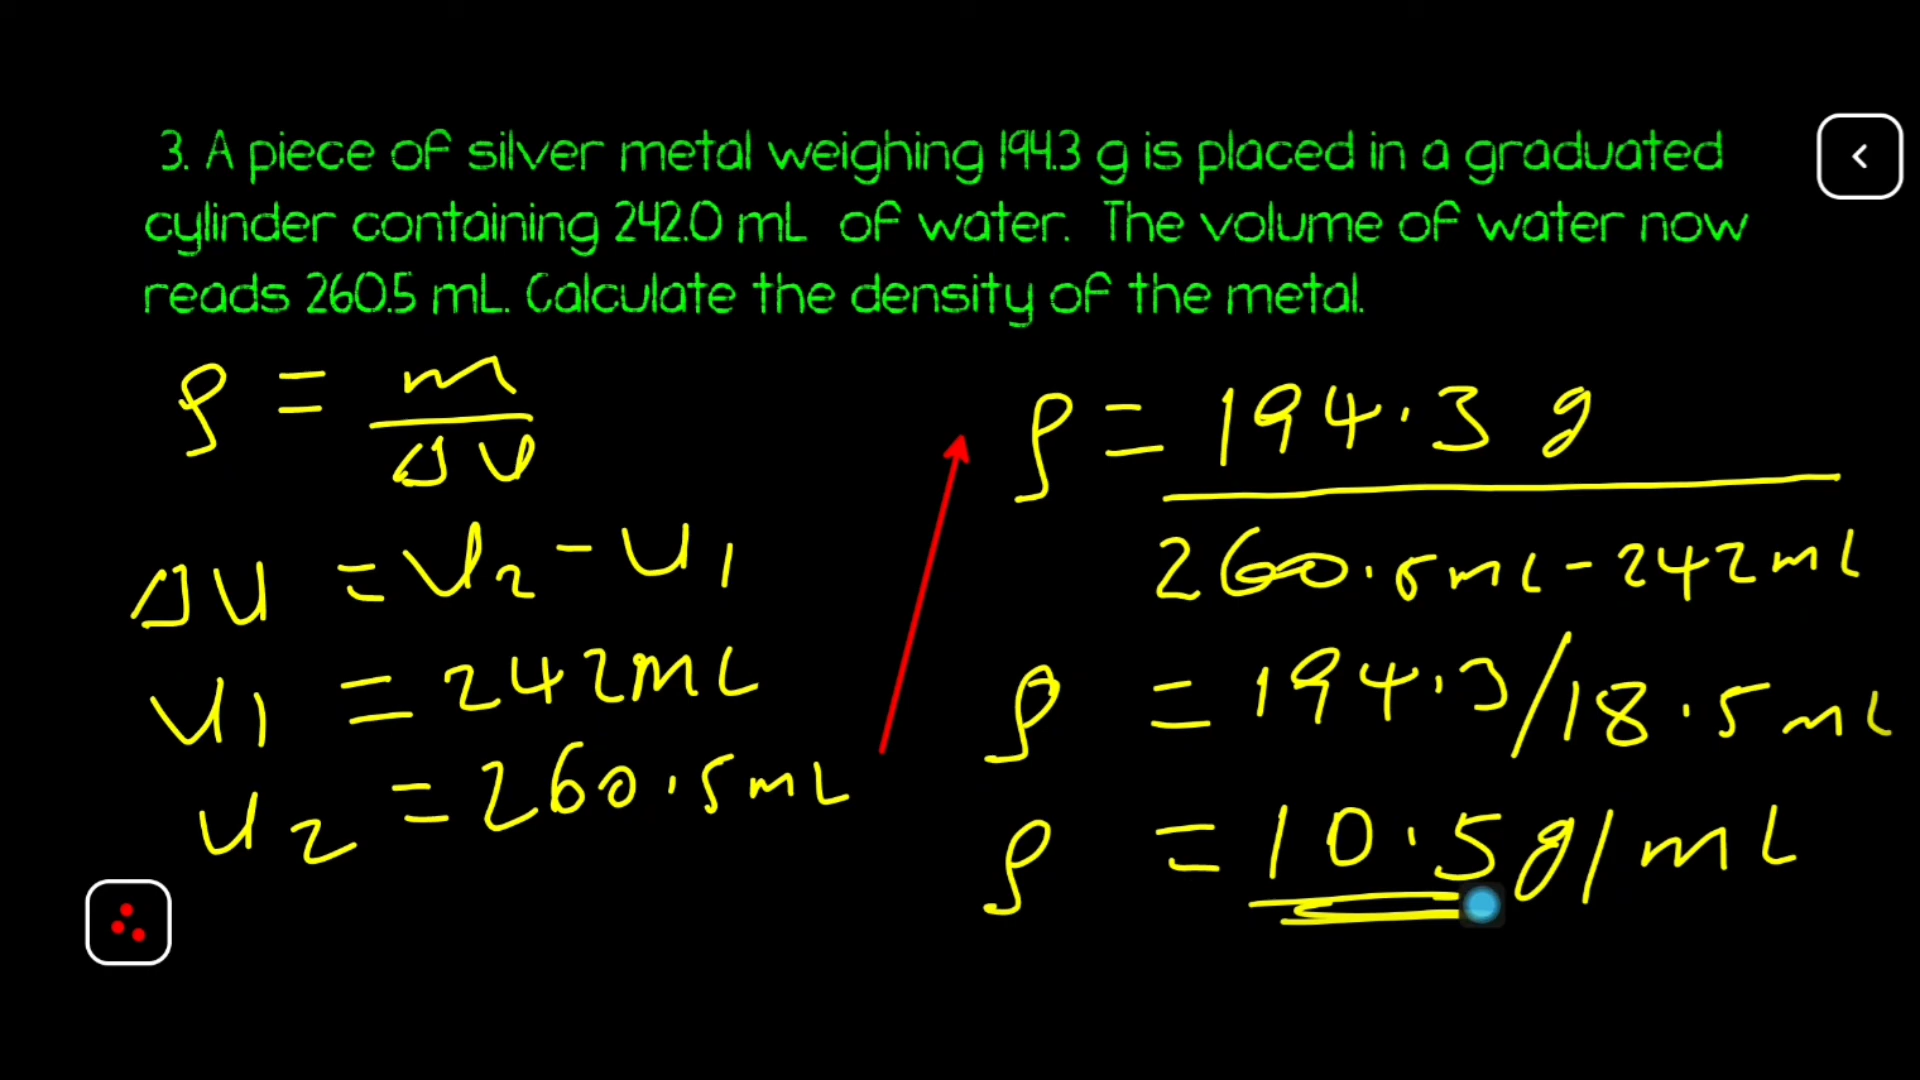 3. A piece of silver metal weighing 194.3 g is placed in a graduated
cylinder containing 242.0 mL of water. The volume of water now
reads 260.5 mL. Calculate the density of the metal.
ρ = m
ΔV
ΔV = V2 - V1
V1 = 242mL
V2 = 260.5mL
ρ = 194.3 g
260.5mL - 242mL
ρ = 194.3/18.5mL
ρ = 10.5g/mL